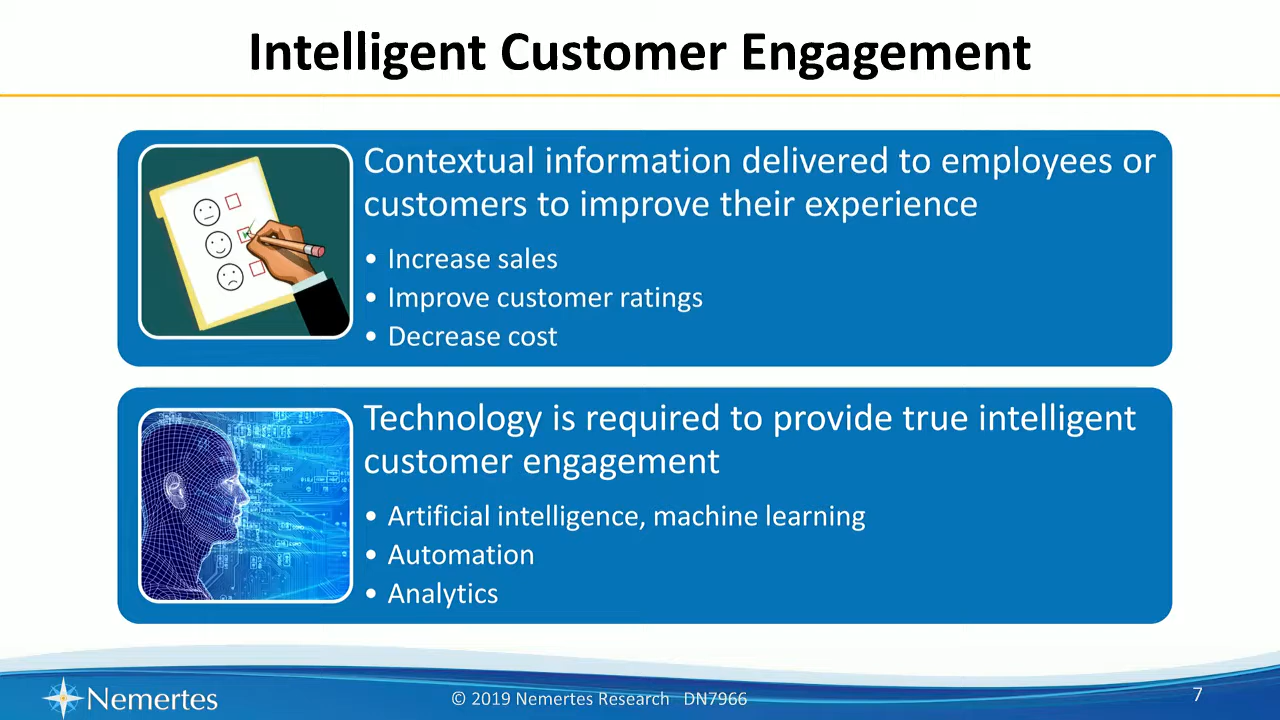 Intelligent Customer Engagement
Contextual information delivered to employees or
customers to improve their experience
• Increase sales
• Improve customer ratings
• Decrease cost
Technology is required to provide true intelligent
customer engagement
• Artificial intelligence, machine learning
• Automation
• Analytics
Nemertes
© 2019 Nemertes Research DN7966
7